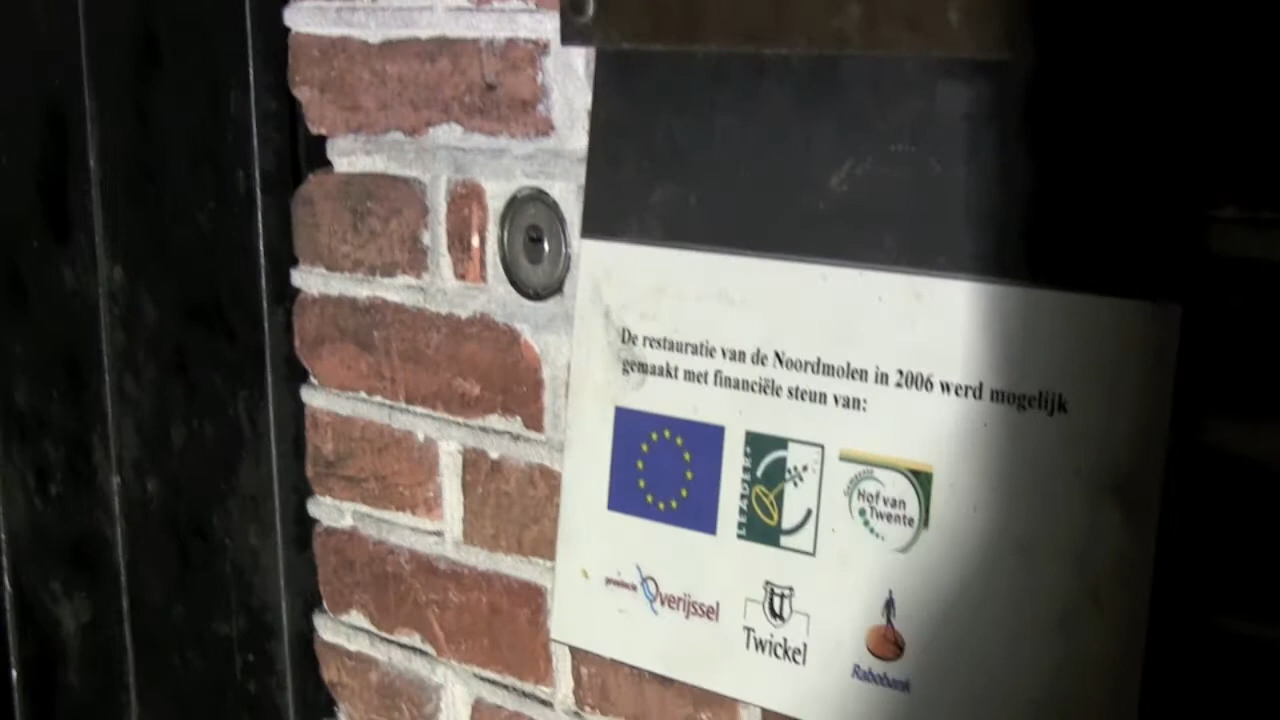 De restauratie van de Noordmolen in 2006 werd mogelijk
gemaakt met financiële steun van:
LEADER+
Gemeente
Hof van
Twente
provincie Overijssel
Twickel
Rabobank